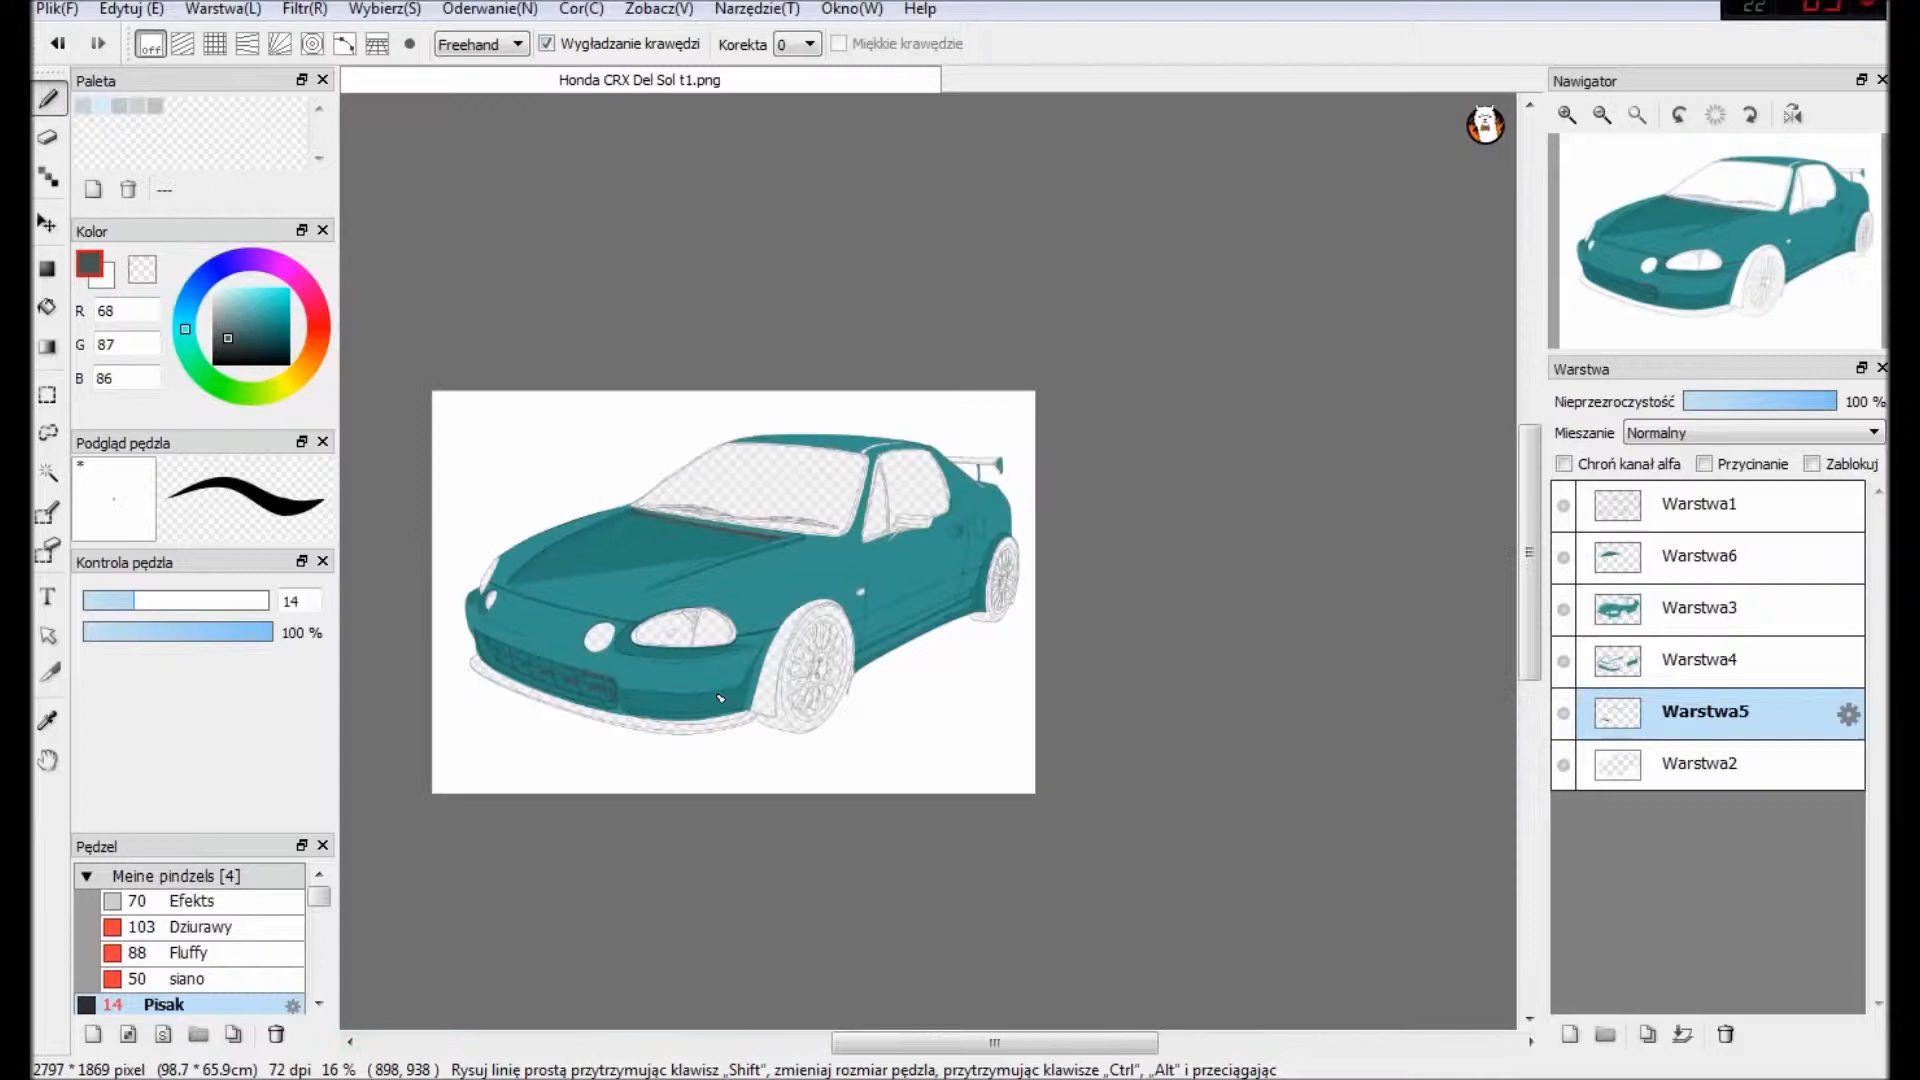 Plik(F) Edytuj (E) Warstwa(L) Filtr(R) Wybierz(S) Oderwanie(N) Cor(C) Zobacz(V) Narzędzie(T) Okno(W) Help
22
off Freehand Wygładzanie krawędzi Korekta 0 Miękkie krawędzie
Paleta
Honda CRX Del Sol t1.png
Nawigator
---
Kolor
R 68
G 87
B 86
Warstwa
Nieprzezroczystość 100 %
Mieszanie Normalny
Chroń kanał alfa Przycinanie Zablokuj
Podgląd pędzla
*
Warstwa1
Warstwa6
Kontrola pędzla
14
100 %
Warstwa3
Warstwa4
Warstwa5
Warstwa2
Pędzel
Meine pindzels [4]
70 Efekts
103 Dziurawy
88 Fluffy
50 siano
14 Pisak
2797 * 1869 pixel (98.7 * 65.9cm) 72 dpi 16 % ( 898, 938 ) Rysuj linię prostą przytrzymując klawisz „Shift”, zmieniaj rozmiar pędzla, przytrzymując klawisze „Ctrl”, „Alt” i przeciągając